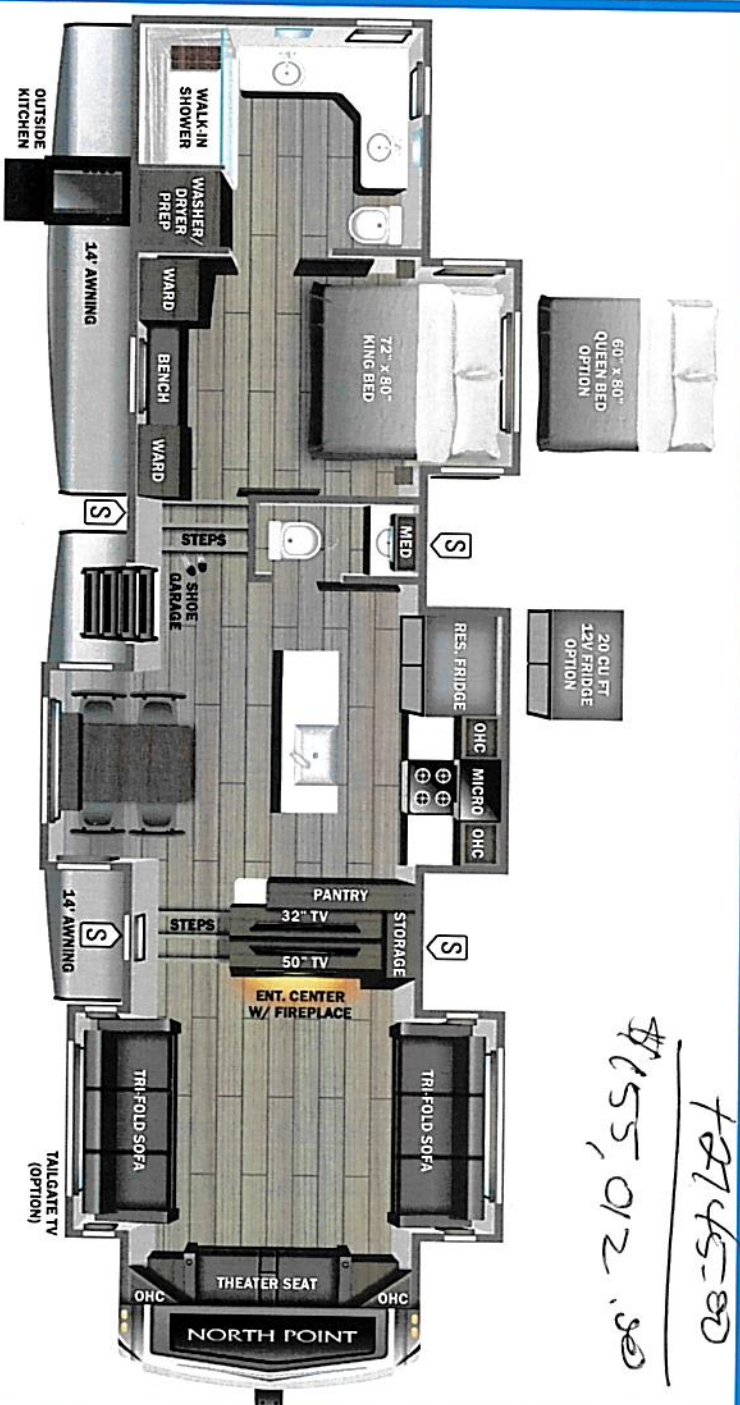 OUTSIDE
KITCHEN
14' AWNING
WALK-IN
SHOWER
WASHER/
DRYER
PREP
WARD
BENCH
WARD
72" x 80"
KING BED
60" x 80"
QUEEN BED
OPTION
S
S
MED
STEPS
SHOE
GARAGE
RES. FRIDGE
20 CU FT
12V FRIDGE
OPTION
OHC
MICRO
OHC
PANTRY
32" TV
STORAGE
50" TV
STEPS
ENT. CENTER
W/ FIREPLACE
14' AWNING
S
S
TRI-FOLD SOFA
TRI-FOLD SOFA
TAILGATE TV
(OPTION)
THEATER SEAT
OHC
OHC
NORTH POINT